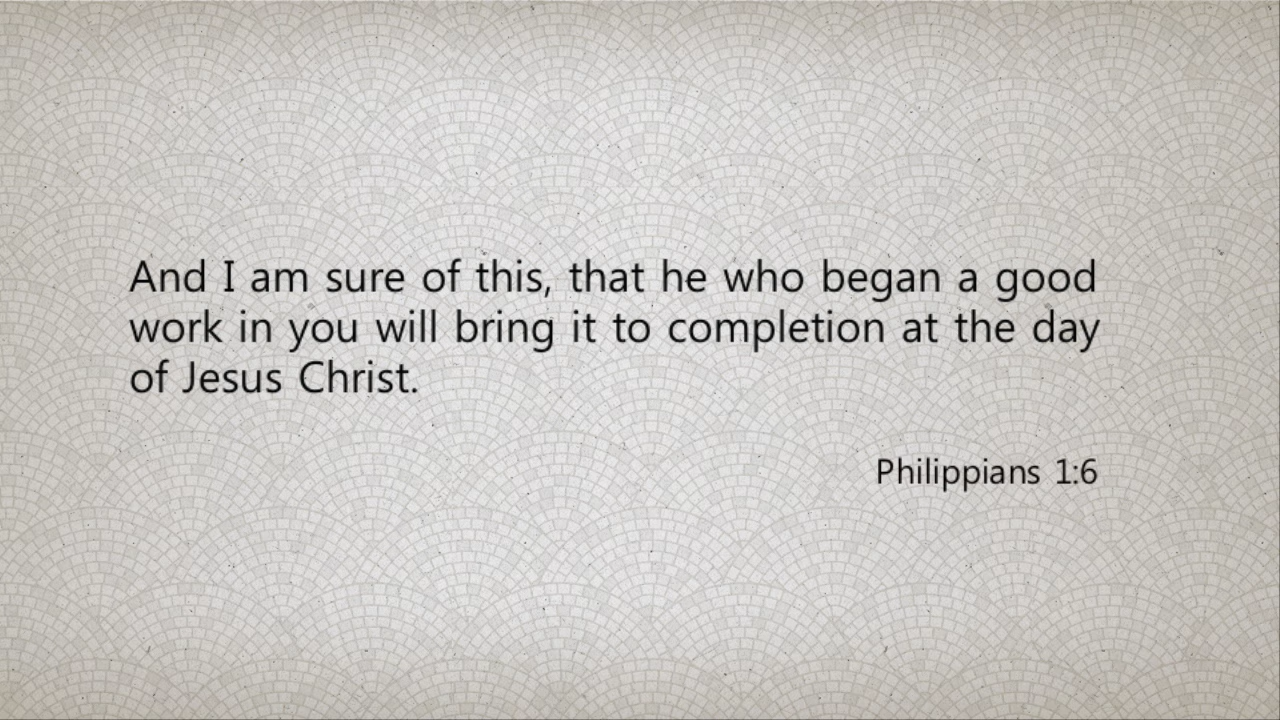 And I am sure of this, that he who began a good
work in you will bring it to completion at the day
of Jesus Christ.
Philippians 1:6